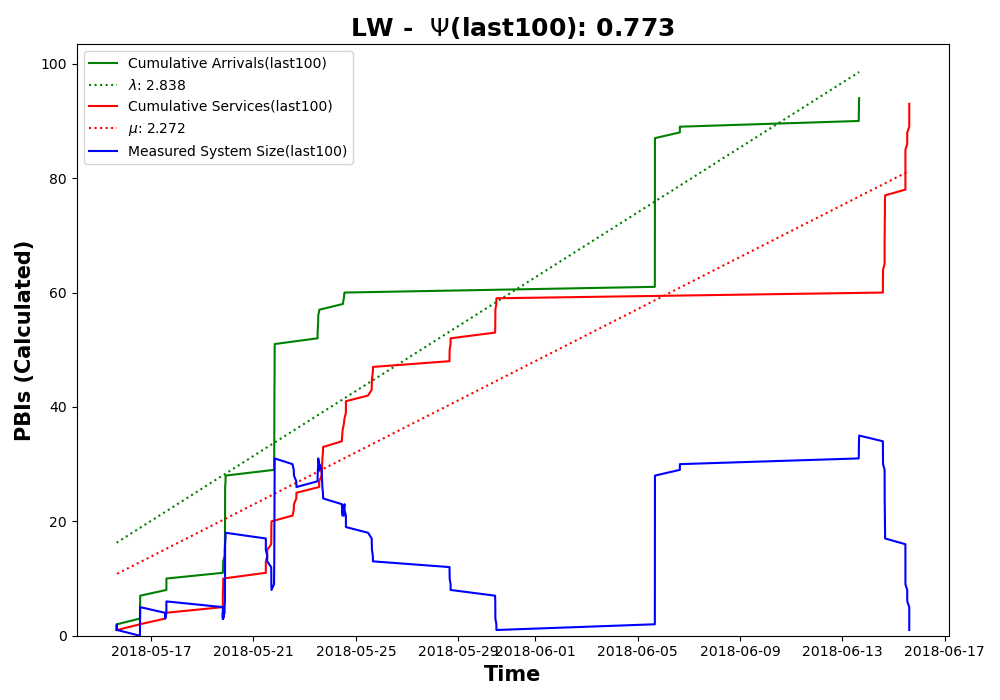 LW - Ψ(last100): 0.773
Cumulative Arrivals(last100)
λ: 2.838
Cumulative Services(last100)
μ: 2.272
Measured System Size(last100)
PBIs (Calculated)
100
80
60
40
20
0
2018-05-17 2018-05-21 2018-05-25 2018-05-29 2018-06-01 2018-06-05 2018-06-09 2018-06-13 2018-06-17
Time